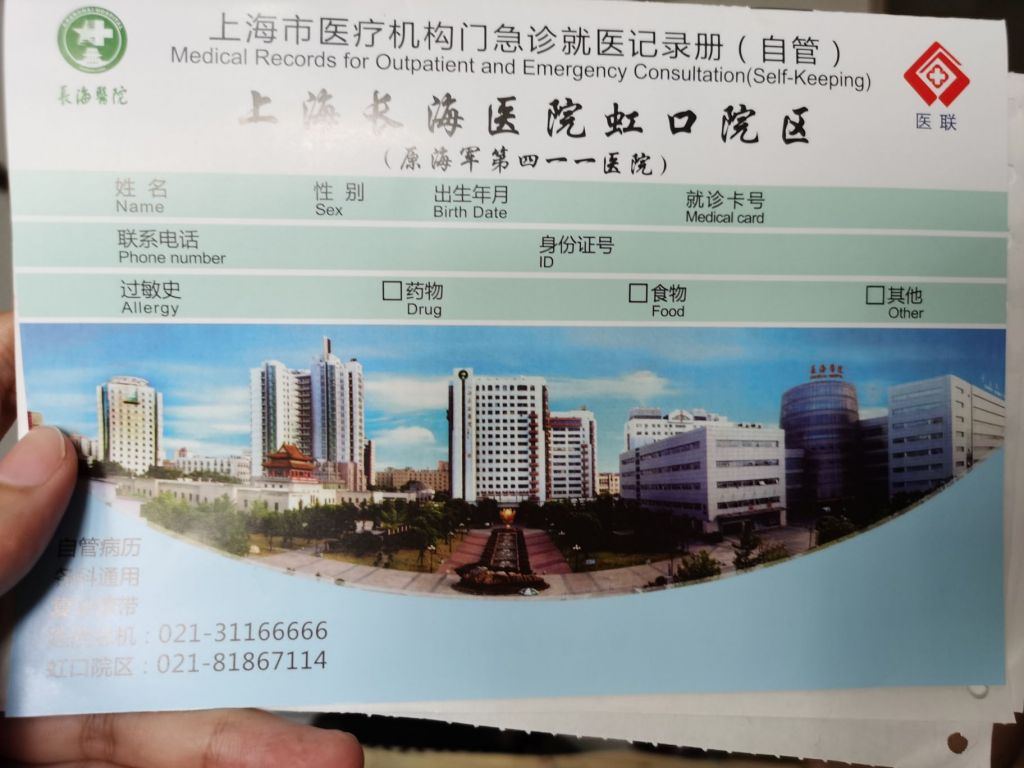 上海市医疗机构门急诊就医记录册（自管）
Medical Records for Outpatient and Emergency Consultation(Self-Keeping)
長海醫院
医联
上海长海医院虹口院区
（原海军第四一一医院）
姓名 性别 出生年月 就诊卡号
Name Sex Birth Date Medical card
联系电话 身份证号
Phone number ID
过敏史 药物 食物 其他
Allergy Drug Food Other
長海醫院
自管病历
各科通用
机：021-31166666
虹口院区：021-81867114